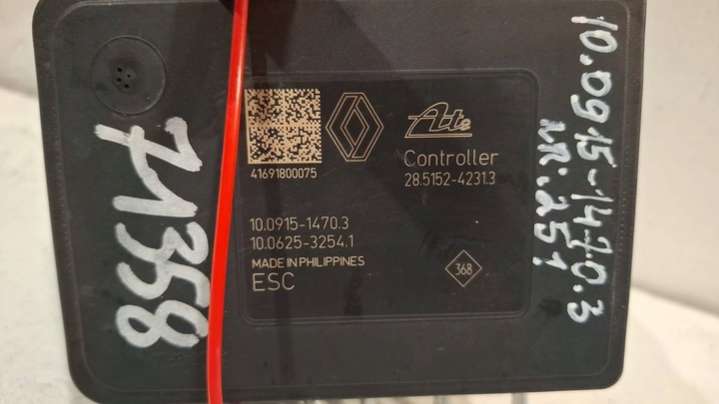 Ate
41691800075
Controller
28.5152-4231.3
10.0915-1470.3
10.0625-3254.1
MADE IN PHILIPPINES
ESC
368
71358
10.0915-1470.3
VVR:.251